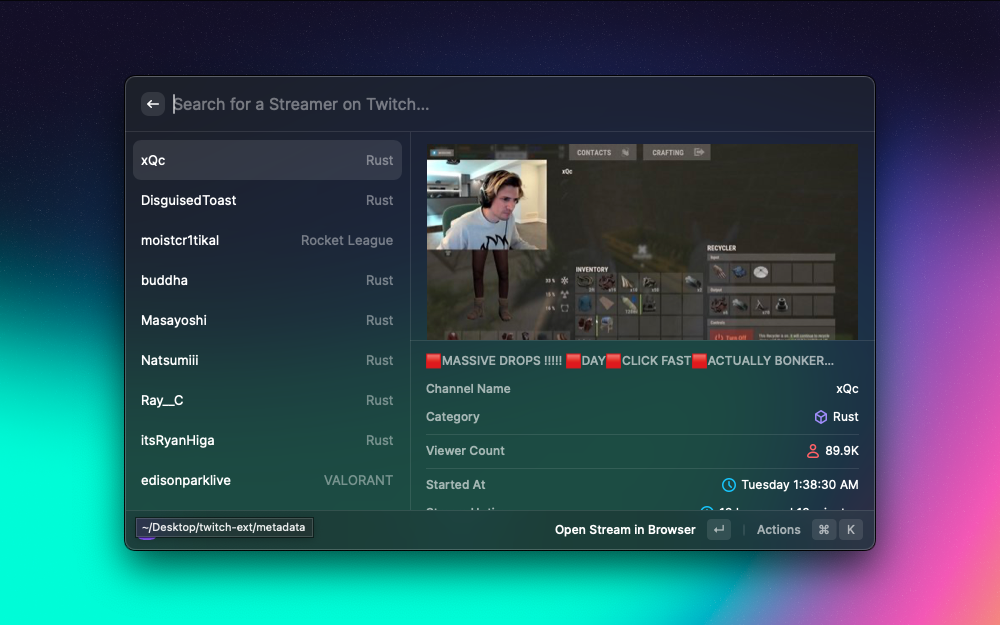 Search for a Streamer on Twitch...
xQc Rust
DisguisedToast Rust
moistcr1tikal Rocket League
buddha Rust
Masayoshi Rust
Natsumiii Rust
Ray__C Rust
itsRyanHiga Rust
edisonparklive VALORANT
CONTACTS CRAFTING
xQc
RECYCLER
INVENTORY
🟥MASSIVE DROPS !!!!! 🟥DAY🟥CLICK FAST🟥ACTUALLY BONKER...
Channel Name xQc
Category Rust
Viewer Count 89.9K
Started At Tuesday 1:38:30 AM
~/Desktop/twitch-ext/metadata
Open Stream in Browser ↵ Actions ⌘ K